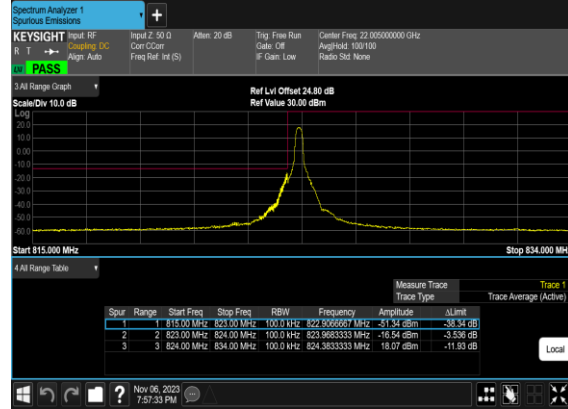 Spectrum Analyzer 1
Spurious Emissions
KEYSIGHT Input: RF Input Z: 50 Ω Atten: 20 dB Trig: Free Run Center Freq: 22.005000000 GHz
R T Coupling: DC Corr CCorr Gate: Off Avg|Hold: 100/100
Align: Auto Freq Ref: Int (S) IF Gain: Low Radio Std: None
PASS
3 All Range Graph
Ref Lvl Offset 24.80 dB
Scale/Div 10.0 dB Ref Value 30.00 dBm
Log
20.0
10.0
0.00
-10.0
-20.0
-30.0
-40.0
-50.0
-60.0
Start 815.000 MHz Stop 834.000 MH
4 All Range Table
Measure Trace Trace 1
Trace Type Trace Average (Active)
Spur Range Start Freq Stop Freq RBW Frequency Amplitude ΔLimit
1 1 815.00 MHz 823.00 MHz 100.0 kHz 822.9066667 MHz -51.34 dBm -38.34 dB
2 2 823.00 MHz 824.00 MHz 100.0 kHz 823.9683333 MHz -16.54 dBm -3.536 dB
3 3 824.00 MHz 834.00 MHz 100.0 kHz 824.3833333 MHz 18.07 dBm -11.93 dB
Local
Nov 06, 2023
7:57:33 PM